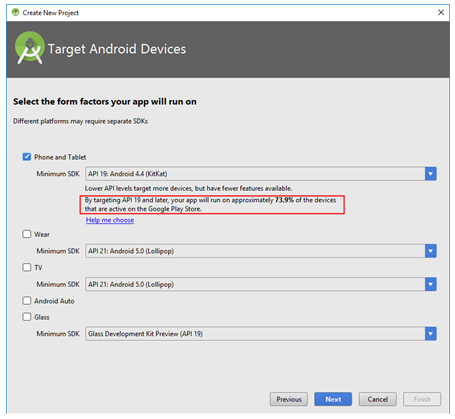 Create New Project
Target Android Devices
Select the form factors your app will run on
Different platforms may require separate SDKs
Phone and Tablet
Minimum SDK API 19: Android 4.4 (KitKat)
Lower API levels target more devices, but have fewer features available.
By targeting API 19 and later, your app will run on approximately 73.9% of the devices
that are active on the Google Play Store.
Help me choose
Wear
Minimum SDK API 21: Android 5.0 (Lollipop)
TV
Minimum SDK API 21: Android 5.0 (Lollipop)
Android Auto
Glass
Minimum SDK Glass Development Kit Preview (API 19)
Previous Next Cancel Finish